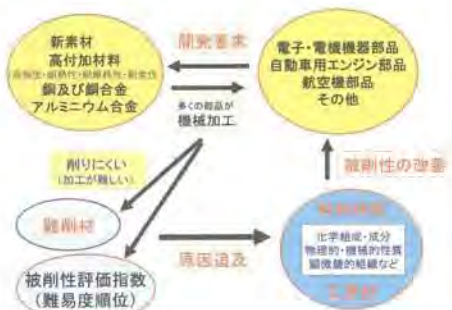 新素材
高付加材料
銅及び銅合金
アルミニウム合金
開発要求
多くの部品が
機械加工
電子・電機機器部品
自動車用エンジン部品
航空機部品
その他
削りにくい
(加工が難しい)
難削材
被削性評価指数
(難易度順位)
原因追及
被削性の改善
化学組成・成分
物理的・機械的性質
顕微鏡的組織など